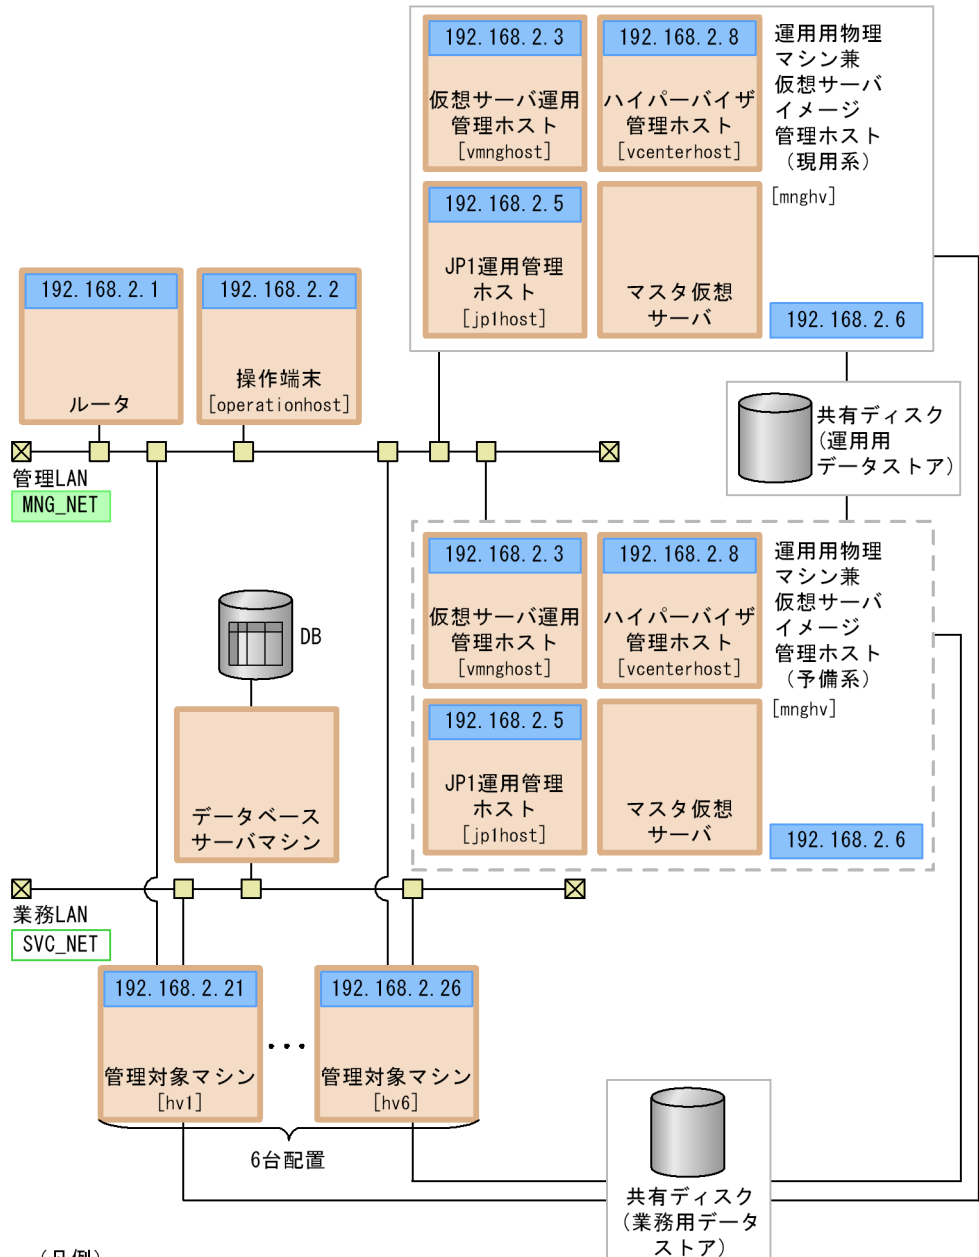 192.168.2.3
仮想サーバ運用
管理ホスト
[vmnghost]
192.168.2.8
ハイパーバイザ
管理ホスト
[vcenterhost]
運用用物理
マシン兼
仮想サーバ
イメージ
管理ホスト
（現用系）
[mnghv]
192.168.2.5
JP1運用管理
ホスト
[jp1host]
マスタ仮想
サーバ
192.168.2.6
192.168.2.1
ルータ
192.168.2.2
操作端末
[operationhost]
共有ディスク
(運用用
データストア)
管理LAN
MNG_NET
192.168.2.3
仮想サーバ運用
管理ホスト
[vmnghost]
192.168.2.8
ハイパーバイザ
管理ホスト
[vcenterhost]
運用用物理
マシン兼
仮想サーバ
イメージ
管理ホスト
（予備系）
[mnghv]
192.168.2.5
JP1運用管理
ホスト
[jp1host]
マスタ仮想
サーバ
192.168.2.6
DB
データベース
サーバマシン
業務LAN
SVC_NET
192.168.2.21
管理対象マシン
[hv1]
...
192.168.2.26
管理対象マシン
[hv6]
6台配置
共有ディスク
(業務用データ
ストア)
(凡例)